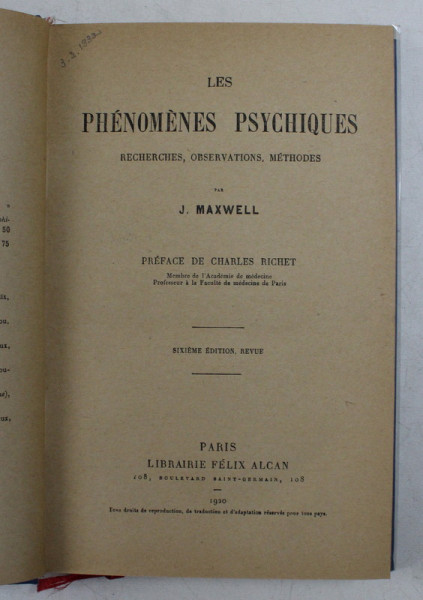 LES
PHÉNOMÈNES PSYCHIQUES
RECHERCHES, OBSERVATIONS, MÉTHODES
PAR
J. MAXWELL
PRÉFACE DE CHARLES RICHET
Membre de l'Académie de médecine
Professeur à la Faculté de médecine de Paris
SIXIÈME ÉDITION, REVUE
PARIS
LIBRAIRIE FÉLIX ALCAN
108, BOULEVARD SAINT-GERMAIN, 108
1920
Tous droits de reproduction, de traduction et d'adaptation réservés pour tous pays.
50
75